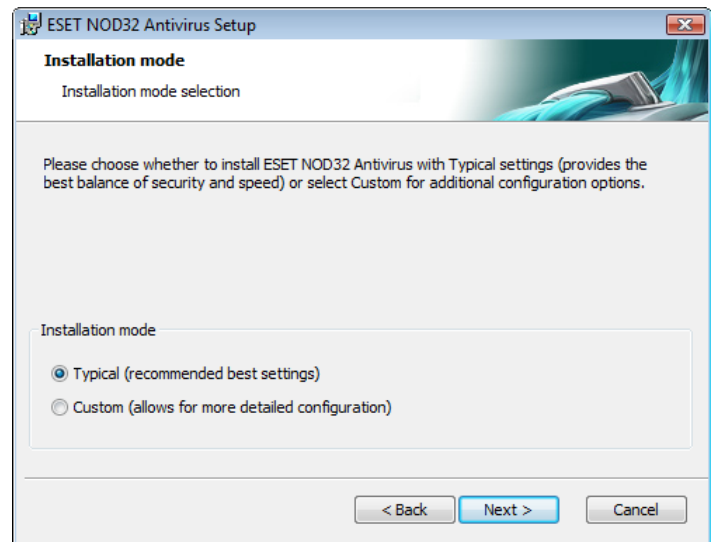 ESET NOD32 Antivirus Setup
Installation mode
Installation mode selection
Please choose whether to install ESET NOD32 Antivirus with Typical settings (provides the
best balance of security and speed) or select Custom for additional configuration options.
Installation mode
Typical (recommended best settings)
Custom (allows for more detailed configuration)
< Back Next > Cancel